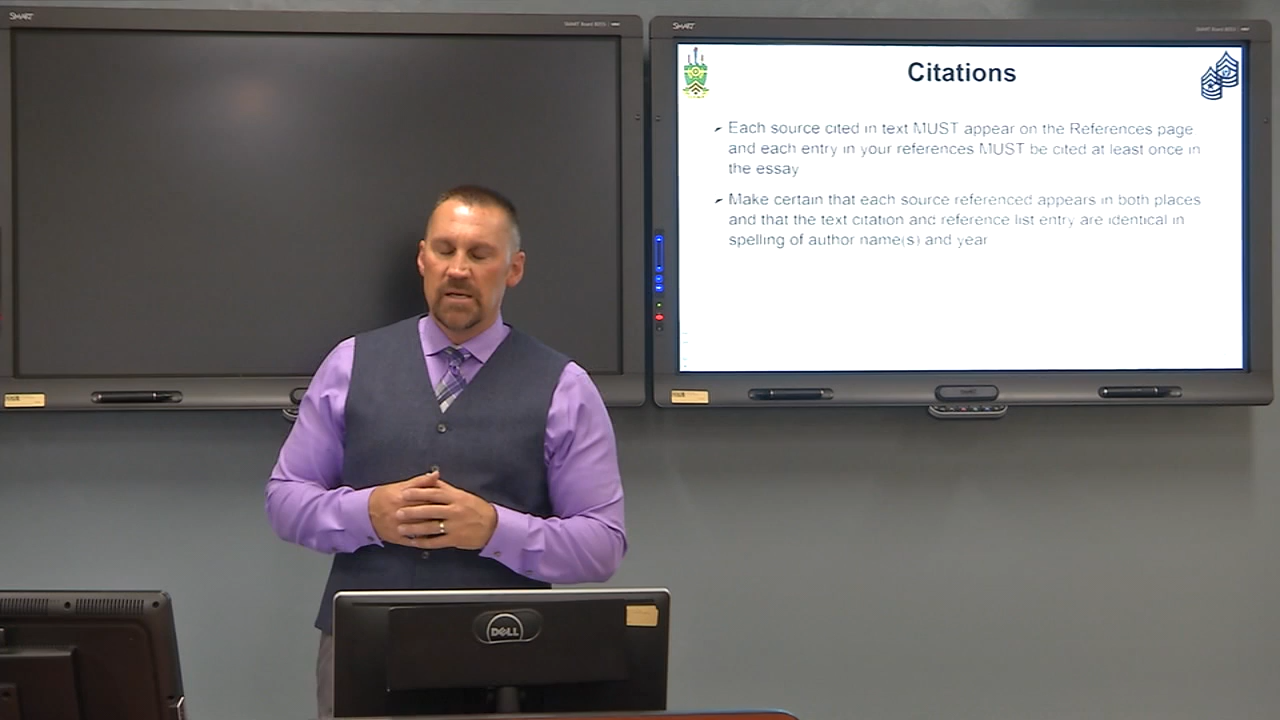 SMART
SMART
Citations
Each source cited in text MUST appear on the References page
and each entry in your references MUST be cited at least once in
the essay
Make certain that each source referenced appears in both places
and that the text citation and reference list entry are identical in
spelling of author name(s) and year
DELL